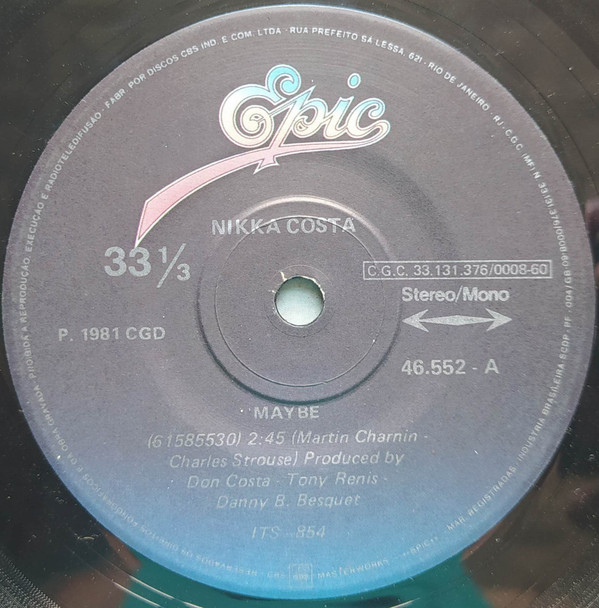 FABR. POR DISCOS CBS IND. E COM. LTDA · RUA PREFEITO SA LESSA, 621 · RIO DE JANEIRO
Epic
NIKKA COSTA
33 1/3
C.G.C. 33.131.376/0008-60
Stereo/Mono
P. 1981 CGD
46.552 - A
MAYBE
(61585530) 2:45 (Martin Charnin -
Charles Strouse) Produced by
Don Costa - Tony Renis -
Danny B. Besquet
ITS - 854